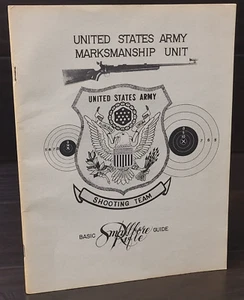 UNITED STATES ARMY
MARKSMANSHIP UNIT
UNITED STATES ARMY
SHOOTING TEAM
BASIC Smallbore Rifle GUIDE